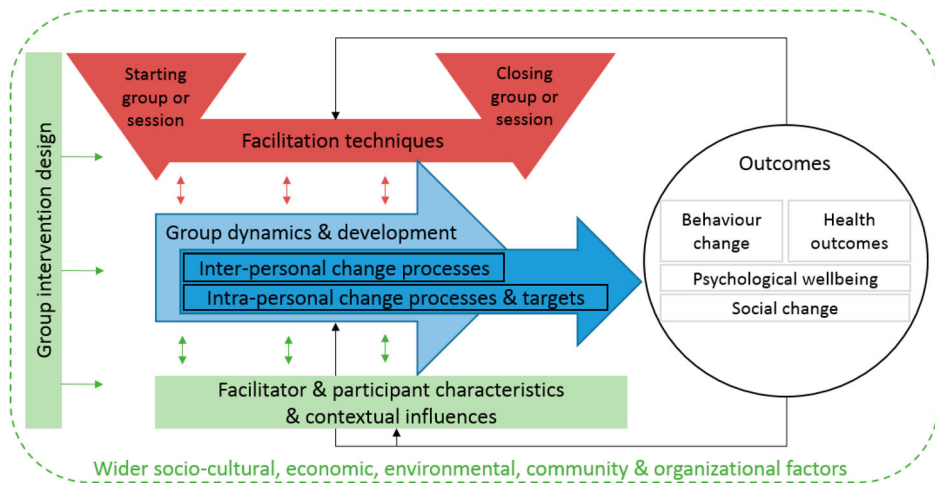 Group intervention design
Starting
group or
session
Closing
group or
session
Facilitation techniques
Group dynamics & development
Inter-personal change processes
Intra-personal change processes & targets
Facilitator & participant characteristics
& contextual influences
Outcomes
Behaviour
change
Health
outcomes
Psychological wellbeing
Social change
Wider socio-cultural, economic, environmental, community & organizational factors